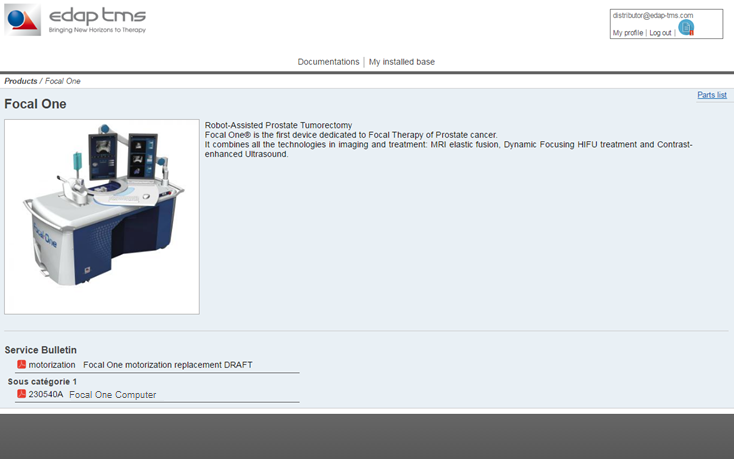 edap tms
Bringing New Horizons to Therapy
distributor@edap-tms.com
My profile | Log out |
Documentations | My installed base
Products / Focal One
Parts list
Focal One
Robot-Assisted Prostate Tumorectomy
Focal One® is the first device dedicated to Focal Therapy of Prostate cancer.
It combines all the technologies in imaging and treatment: MRI elastic fusion, Dynamic Focusing HIFU treatment and Contrast-
enhanced Ultrasound.
Focal One
Service Bulletin
motorization Focal One motorization replacement DRAFT
Sous catégorie 1
230540A Focal One Computer